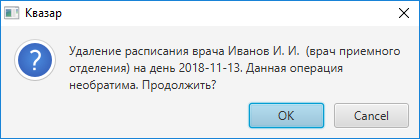 Квазар
Удаление расписания врача Иванов И. И.  (врач приемного
отделения) на день 2018-11-13. Данная операция
необратима. Продолжить?
OK
Cancel